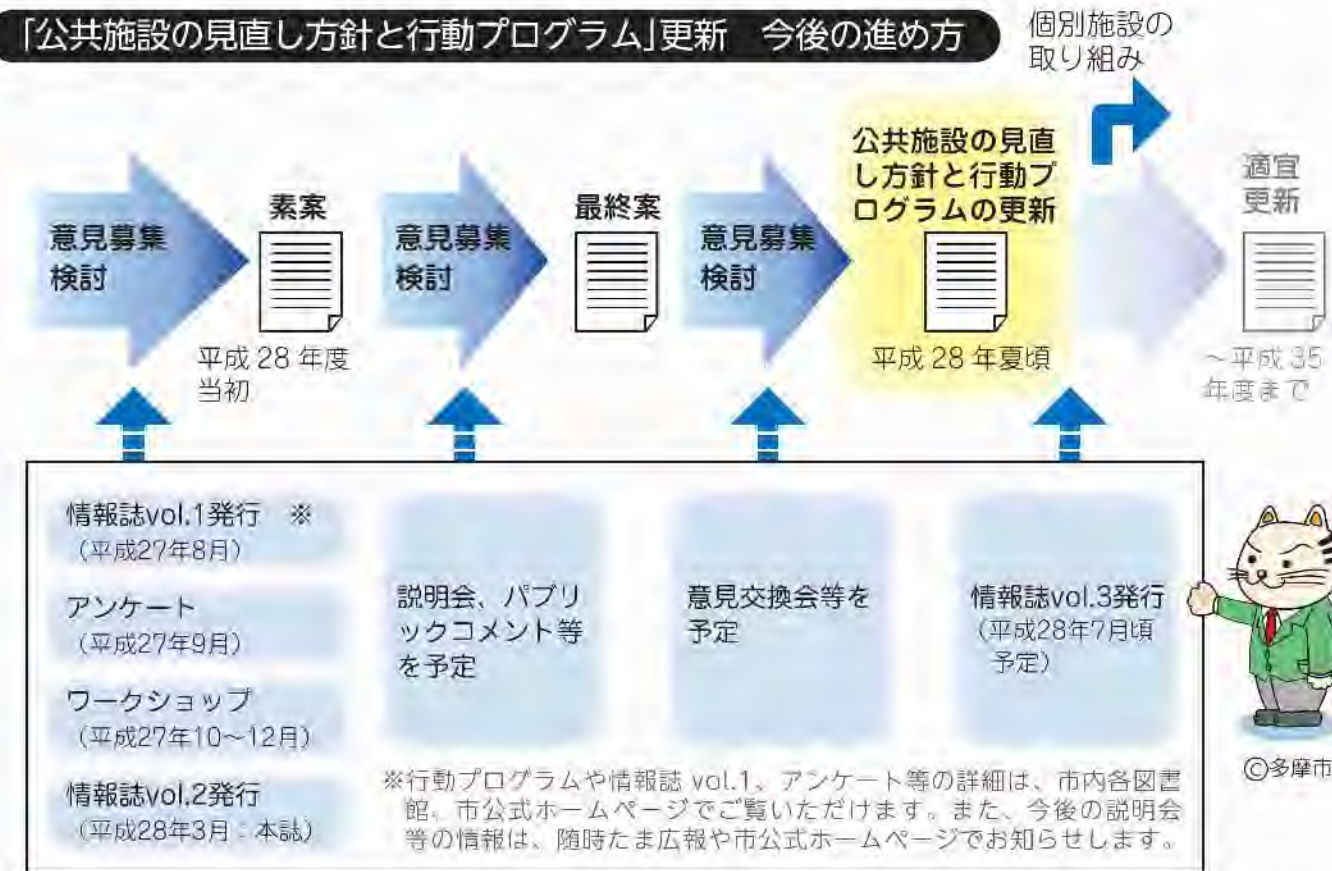 「公共施設の見直し方針と行動プログラム」更新　今後の進め方
個別施設の
取り組み
意見募集
検討
素案
平成 28 年度
当初
意見募集
検討
最終案
意見募集
検討
公共施設の見直
し方針と行動プ
ログラムの更新
平成 28 年夏頃
適宜
更新
～平成 35
年度まで
情報誌vol.1発行　※
（平成27年8月）
アンケート
（平成27年9月）
ワークショップ
（平成27年10～12月）
情報誌vol.2発行
（平成28年3月：本誌）
説明会、パブリ
ックコメント等
を予定
意見交換会等を
予定
情報誌vol.3発行
（平成28年7月頃
予定）
※行動プログラムや情報誌 vol.1、アンケート等の詳細は、市内各図書
館、市公式ホームページでご覧いただけます。また、今後の説明会
等の情報は、随時たま広報や市公式ホームページでお知らせします。
©多摩市